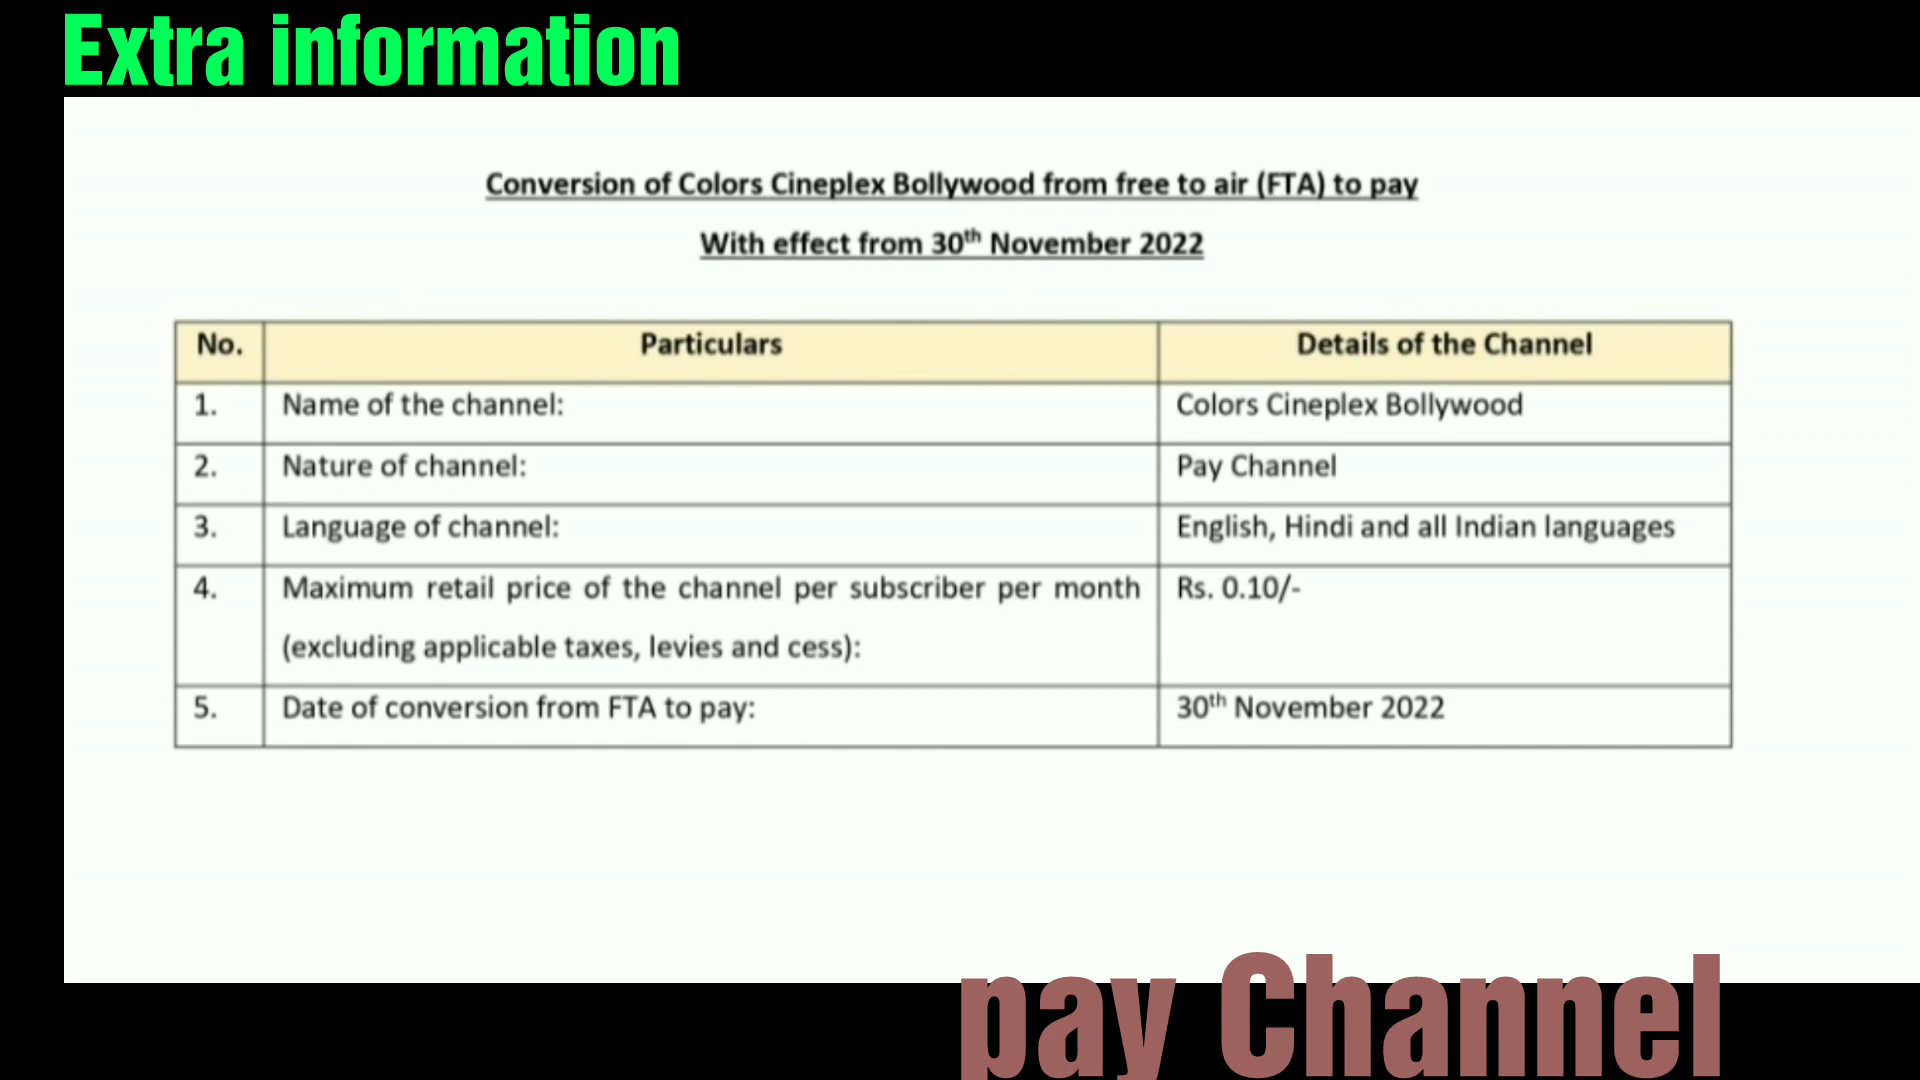 Extra information
Conversion of Colors Cineplex Bollywood from free to air (FTA) to pay
With effect from 30th November 2022
No. Particulars Details of the Channel
1. Name of the channel: Colors Cineplex Bollywood
2. Nature of channel: Pay Channel
3. Language of channel: English, Hindi and all Indian languages
4. Maximum retail price of the channel per subscriber per month Rs. 0.10/-
(excluding applicable taxes, levies and cess):
5. Date of conversion from FTA to pay: 30th November 2022
pay Channel